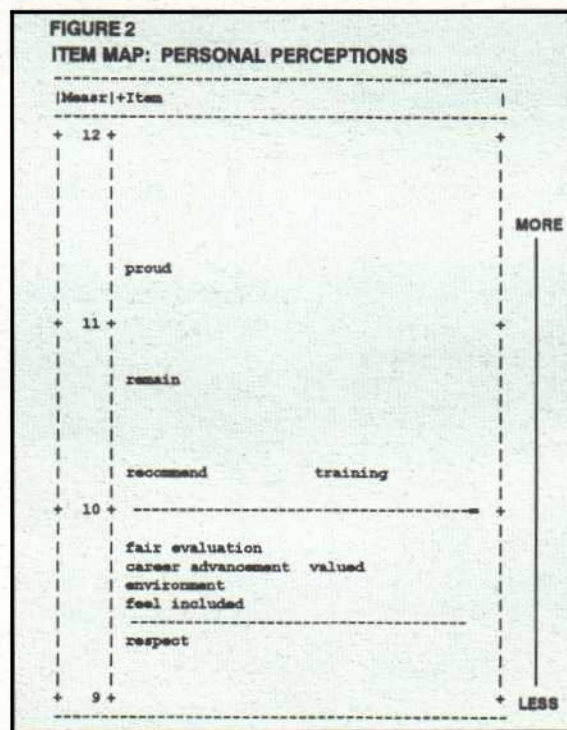 FIGURE 2
ITEM MAP: PERSONAL PERCEPTIONS
|Measr|+Item |
+ 12 + +
MORE
proud
+ 11 + +
remain
recommend training
+ 10 + +
fair evaluation
career advancement valued
environment
feel included
respect
+ 9 + +
LESS